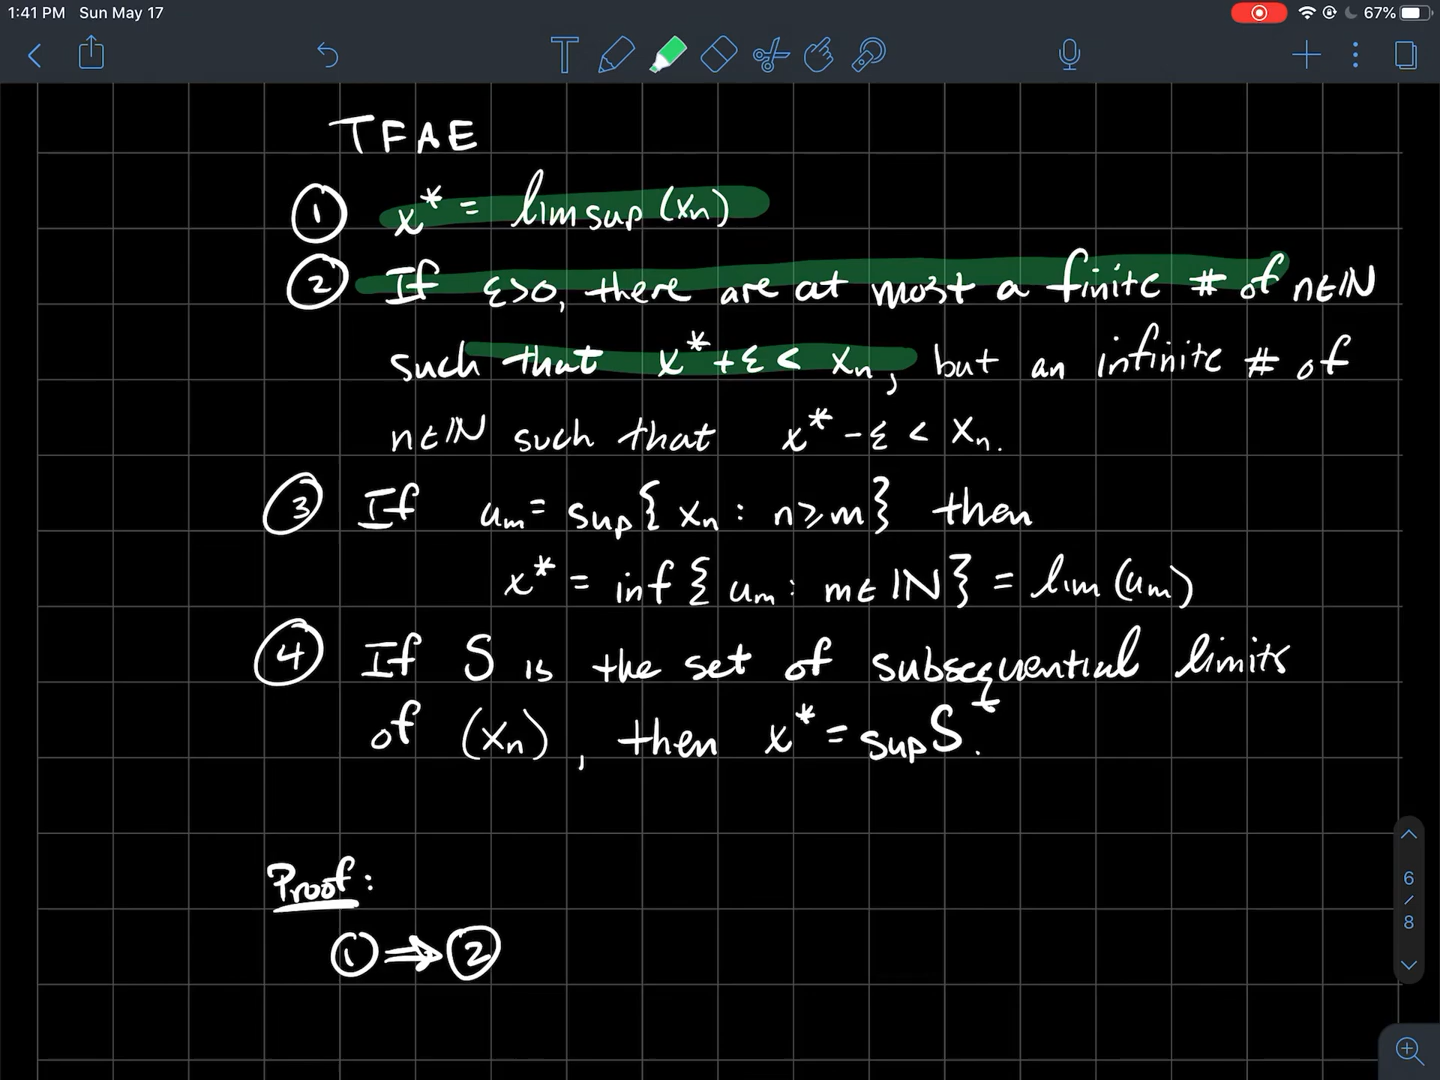 1:41 PM Sun May 17
67%
T
TFAE
① x* = lim sup (xₙ)
② If ε>0, there are at most a finite # of n∈ℕ
such that x* + ε < xₙ, but an infinite # of
n∈ℕ such that x* - ε < xₙ.
③ If uₘ = sup{ xₙ : n ≥ m } then
x* = inf { uₘ : m∈ℕ } = lim (uₘ)
④ If S is the set of subsequential limits
of (xₙ), then x* = sup S.
Proof:
① ⇒ ②
6
/
8